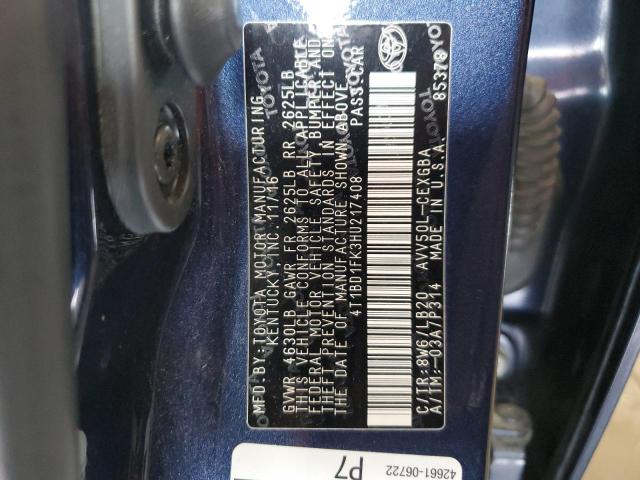 MFD.BY:TOYOTA MOTOR MANUFACTURING
KENTUCKY INC. 11/16
GVWR 4630LB GAWR FR 2625LB RR 2625LB
THIS VEHICLE CONFORMS TO ALL APPLICABLE
FEDERAL MOTOR VEHICLE SAFETY, BUMPER, AND
THEFT PREVENTION STANDARDS IN EFFECT ON
THE DATE OF MANUFACTURE SHOWN ABOVE.
4T1BD1FK3HU217408 PASS.CAR
C/TR:8W6/LB20 AVV50L-CEXGBA
A/TM:-03A/P314 MADE IN U.S.A.
85378
TOYOTA
42661-06722
P7